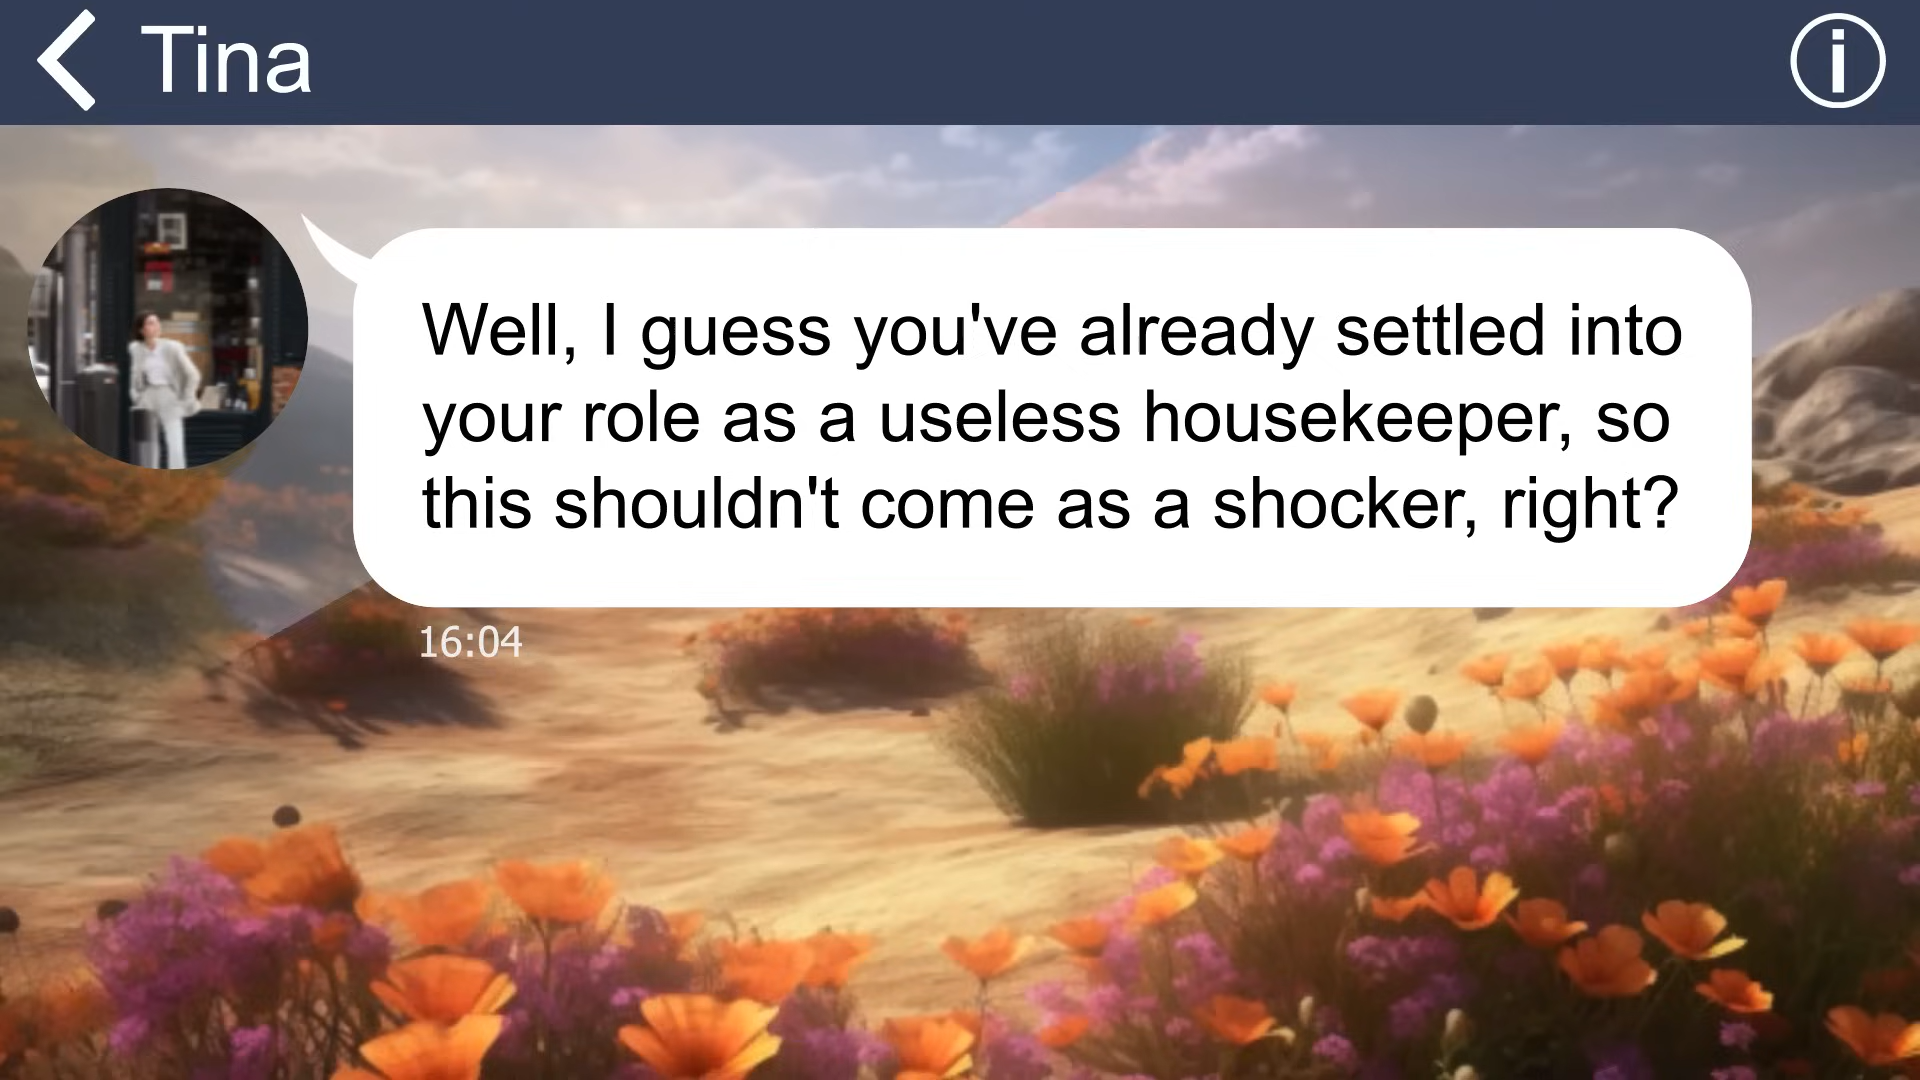 Tina
Well, I guess you've already settled into
your role as a useless housekeeper, so
this shouldn't come as a shocker, right?
16:04